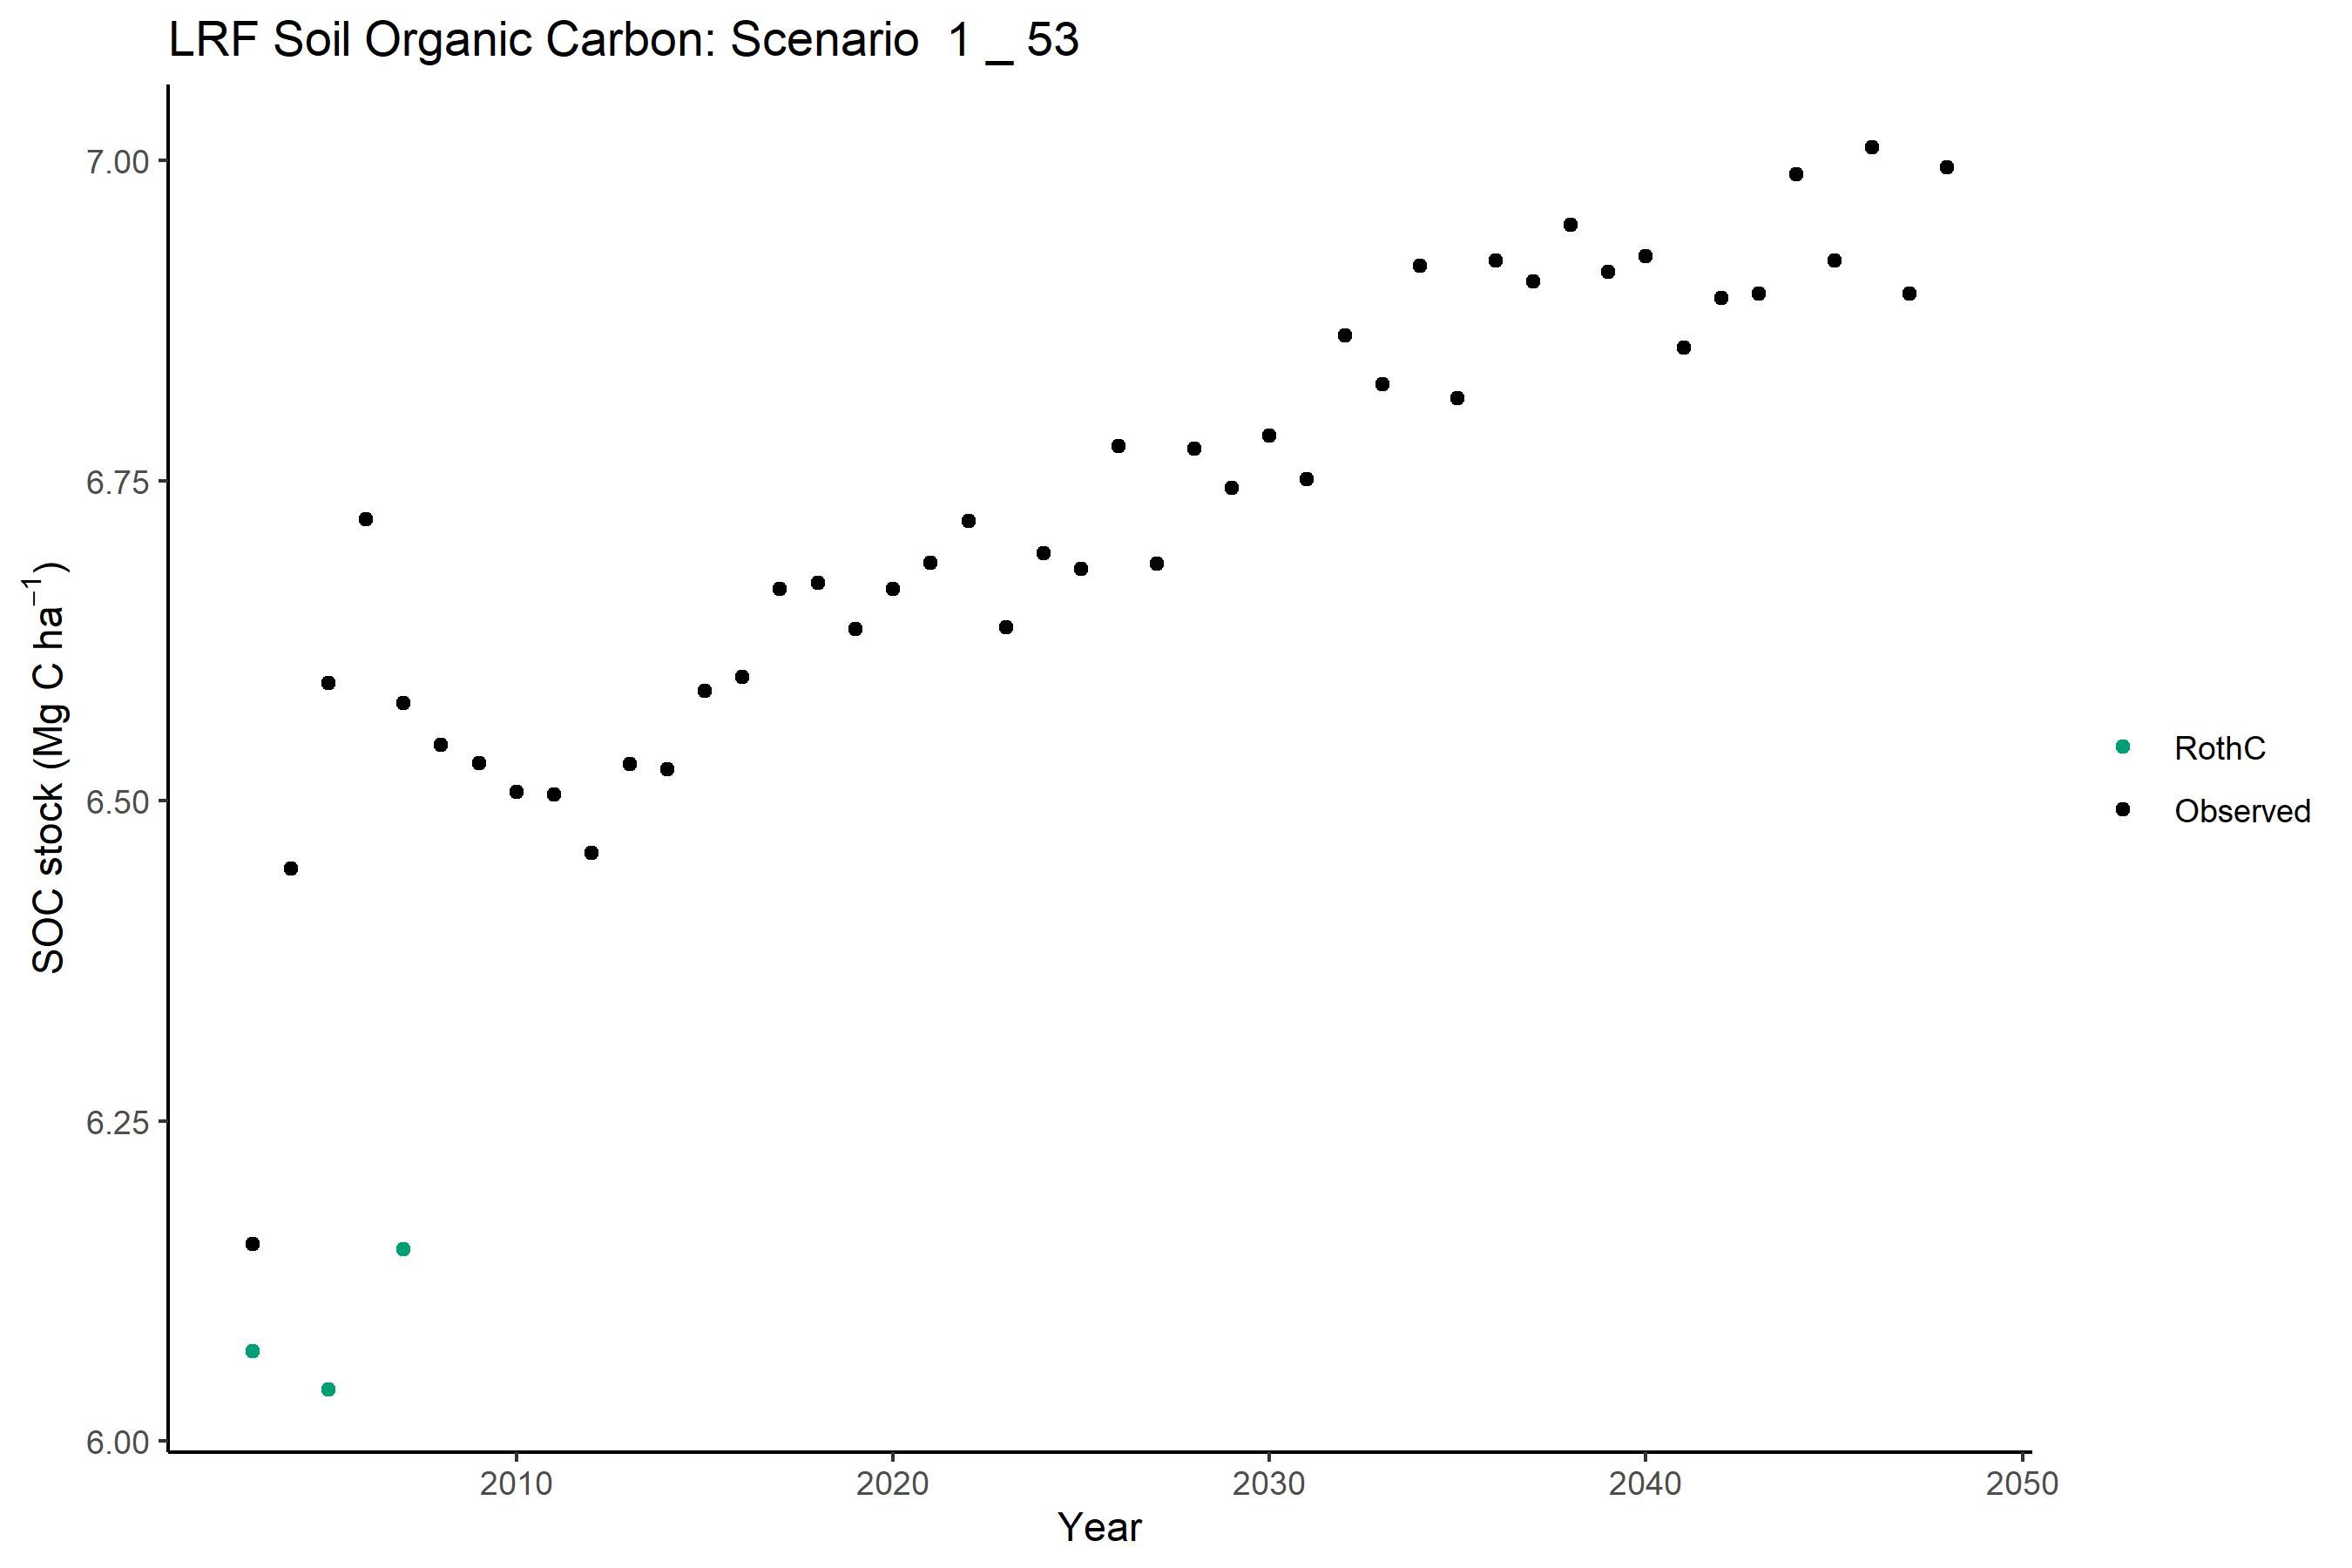 LRF Soil Organic Carbon: Scenario  1 _ 53
7.00
6.75
6.50
6.25
6.00
SOC stock (Mg C ha⁻¹)
2010
2020
2030
2040
2050
Year
RothC
Observed